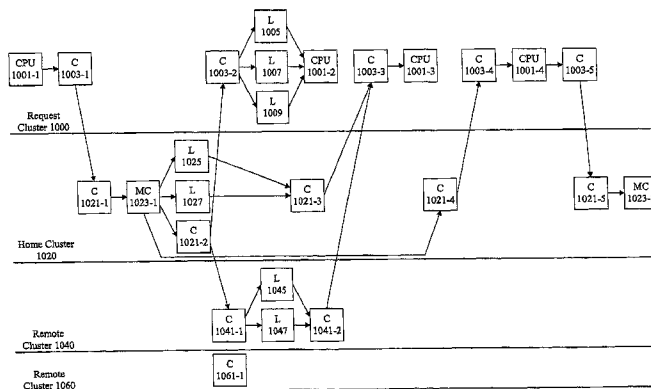 L
1005
CPU
1001-1
C
1003-1
C
1003-2
L
1007
CPU
1001-2
C
1003-3
CPU
1001-3
C
1003-4
CPU
1001-4
C
1003-5
L
1009
Request
Cluster 1000
L
1025
C
1021-1
MC
1023-1
L
1027
C
1021-3
C
1021-4
C
1021-5
MC
1023-
C
1021-2
Home Cluster
1020
L
1045
C
1041-1
L
1047
C
1041-2
Remote
Cluster 1040
C
1061-1
Remote
Cluster 1060